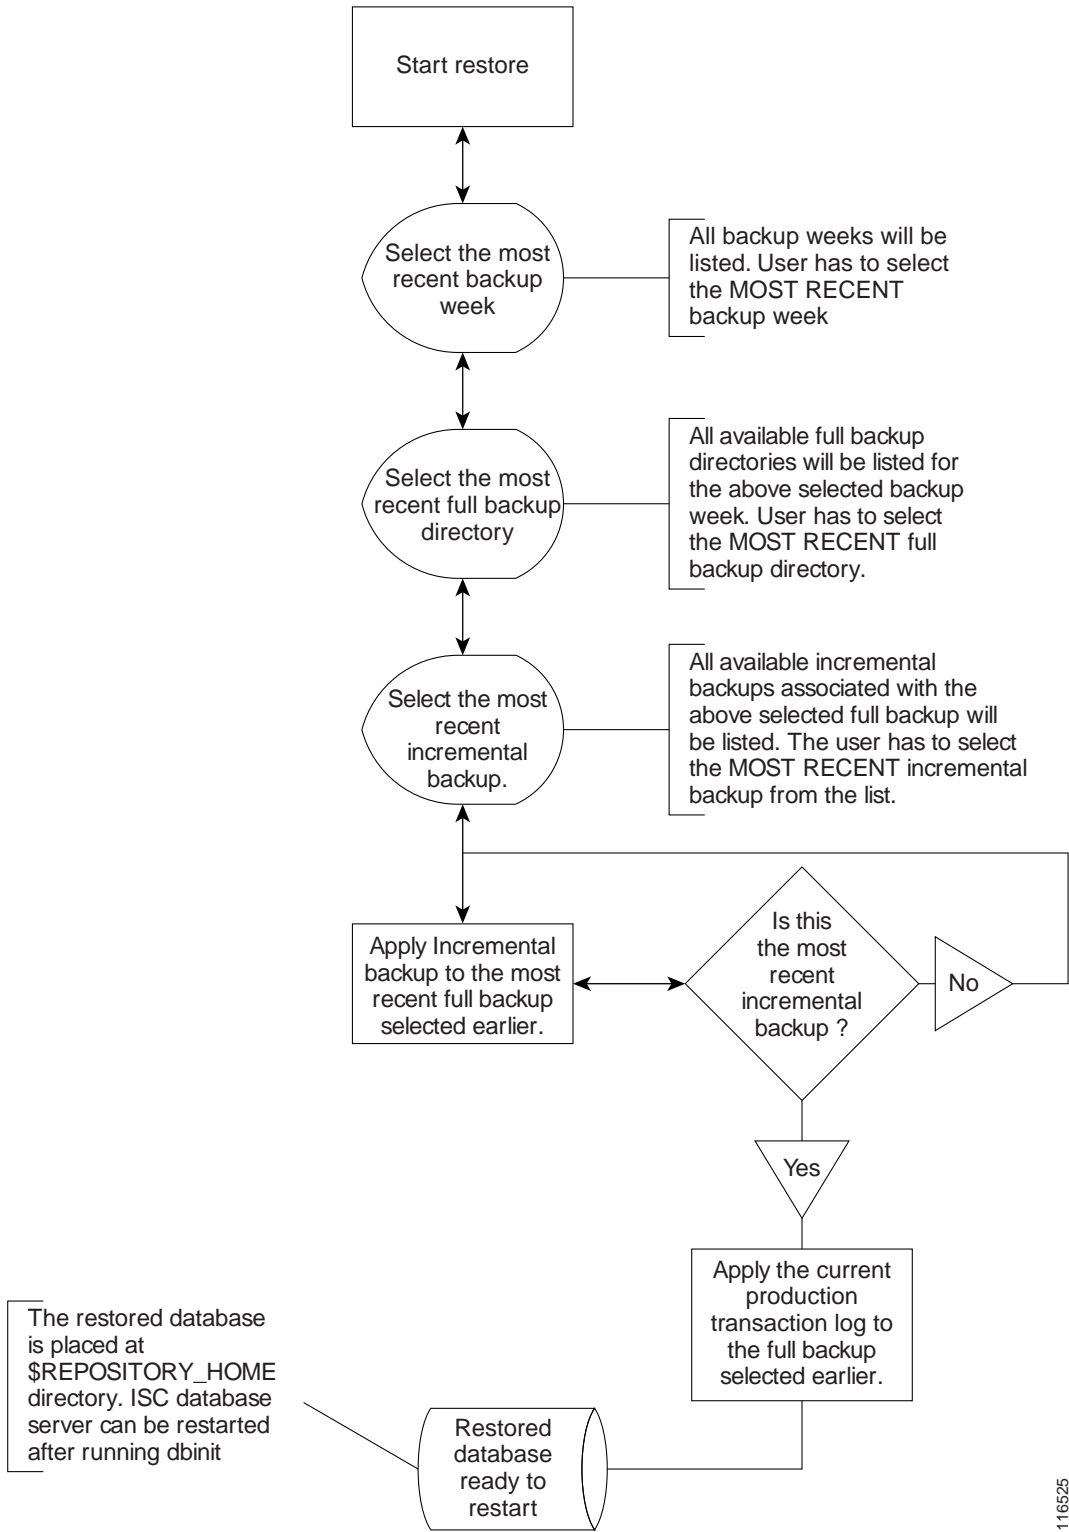 Start restore
Select the most
recent backup
week
All backup weeks will be
listed. User has to select
the MOST RECENT
backup week
Select the most
recent full backup
directory
All available full backup
directories will be listed for
the above selected backup
week. User has to select
the MOST RECENT full
backup directory.
Select the most
recent
incremental
backup.
All available incremental
backups associated with the
above selected full backup will
be listed. The user has to select
the MOST RECENT incremental
backup from the list.
Apply Incremental
backup to the most
recent full backup
selected earlier.
Is this
the most
recent
incremental
backup ?
No
Yes
Apply the current
production
transaction log to
the full backup
selected earlier.
The restored database
is placed at
$REPOSITORY_HOME
directory. ISC database
server can be restarted
after running dbinit
Restored
database
ready to
restart
116525